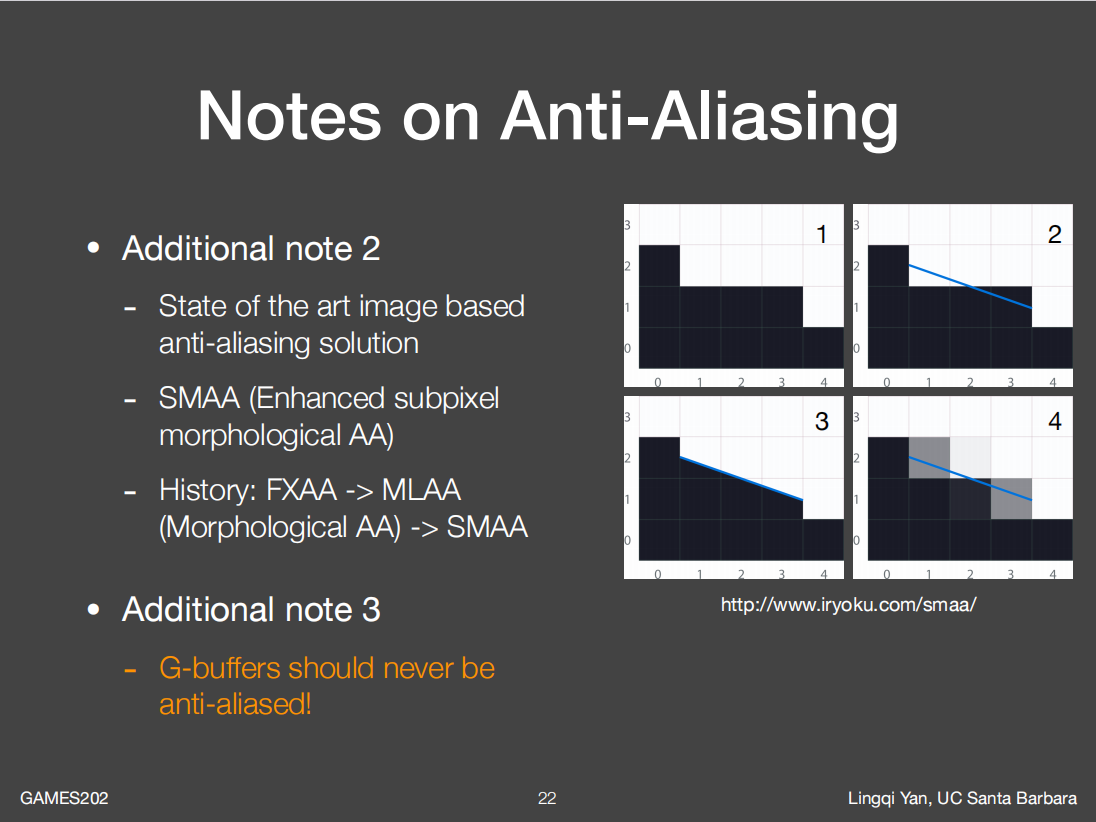 Notes on Anti-Aliasing
• Additional note 2
- State of the art image based
anti-aliasing solution
- SMAA (Enhanced subpixel
morphological AA)
- History: FXAA -> MLAA
(Morphological AA) -> SMAA
• Additional note 3
- G-buffers should never be
anti-aliased!
1
3
2
1
0
0 1 2 3 4
2
3
2
1
0
0 1 2 3 4
3
3
2
1
0
0 1 2 3 4
4
3
2
1
0
0 1 2 3 4
http://www.iryoku.com/smaa/
GAMES202
22
Lingqi Yan, UC Santa Barbara